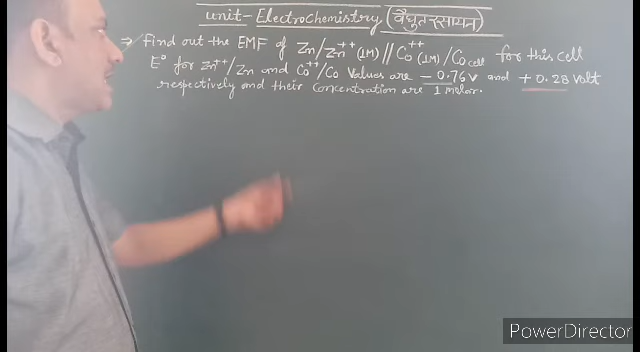 unit-Electrochemistry (वैद्युत रसायन)
⇒ find out the EMF of Zn/Zn⁺⁺(1M)//Co⁺⁺(1M)/Co cell for this cell
E° for Zn⁺⁺/Zn and Co⁺⁺/Co values are -0.76v and +0.28 volt
respectively and their concentration are 1 molar.
PowerDirector